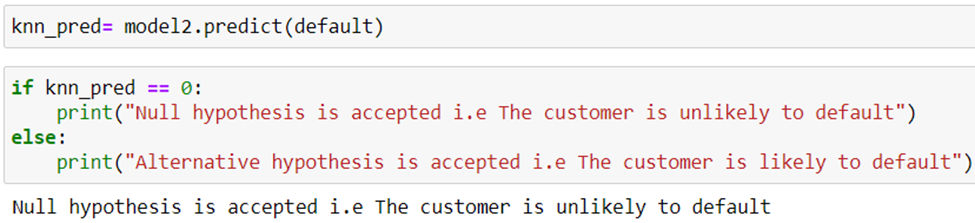 knn_pred= model2.predict(default)
if knn_pred == 0:
    print("Null hypothesis is accepted i.e The customer is unlikely to default")
else:
    print("Alternative hypothesis is accepted i.e The customer is likely to default")
Null hypothesis is accepted i.e The customer is unlikely to default